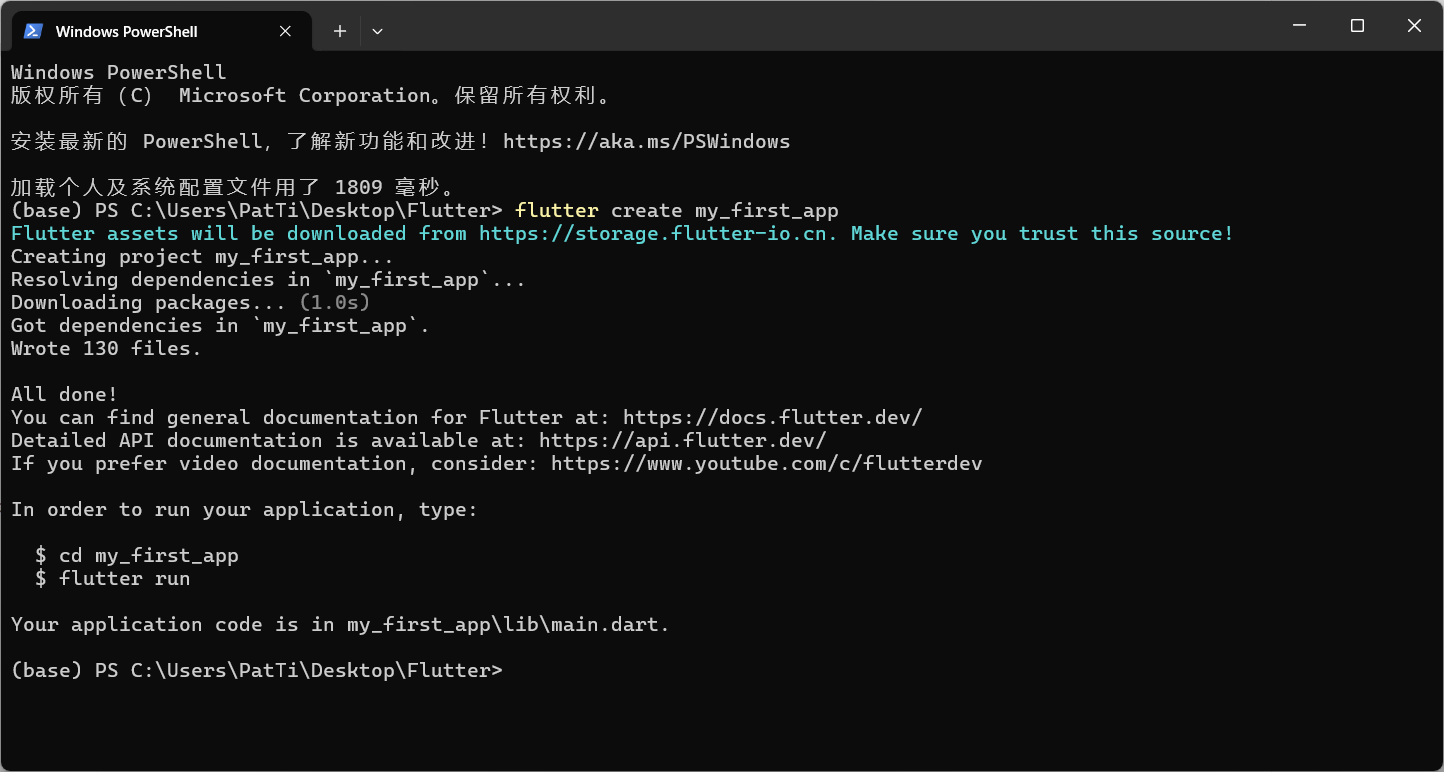 Windows PowerShell
Windows PowerShell
版权所有 (C) Microsoft Corporation。保留所有权利。
安装最新的 PowerShell，了解新功能和改进！https://aka.ms/PSWindows
加载个人及系统配置文件用了 1809 毫秒。
(base) PS C:\Users\PatTi\Desktop\Flutter> flutter create my_first_app
Flutter assets will be downloaded from https://storage.flutter-io.cn. Make sure you trust this source!
Creating project my_first_app...
Resolving dependencies in `my_first_app`...
Downloading packages... (1.0s)
Got dependencies in `my_first_app`.
Wrote 130 files.
All done!
You can find general documentation for Flutter at: https://docs.flutter.dev/
Detailed API documentation is available at: https://api.flutter.dev/
If you prefer video documentation, consider: https://www.youtube.com/c/flutterdev
In order to run your application, type:
$ cd my_first_app
$ flutter run
Your application code is in my_first_app\lib\main.dart.
(base) PS C:\Users\PatTi\Desktop\Flutter>